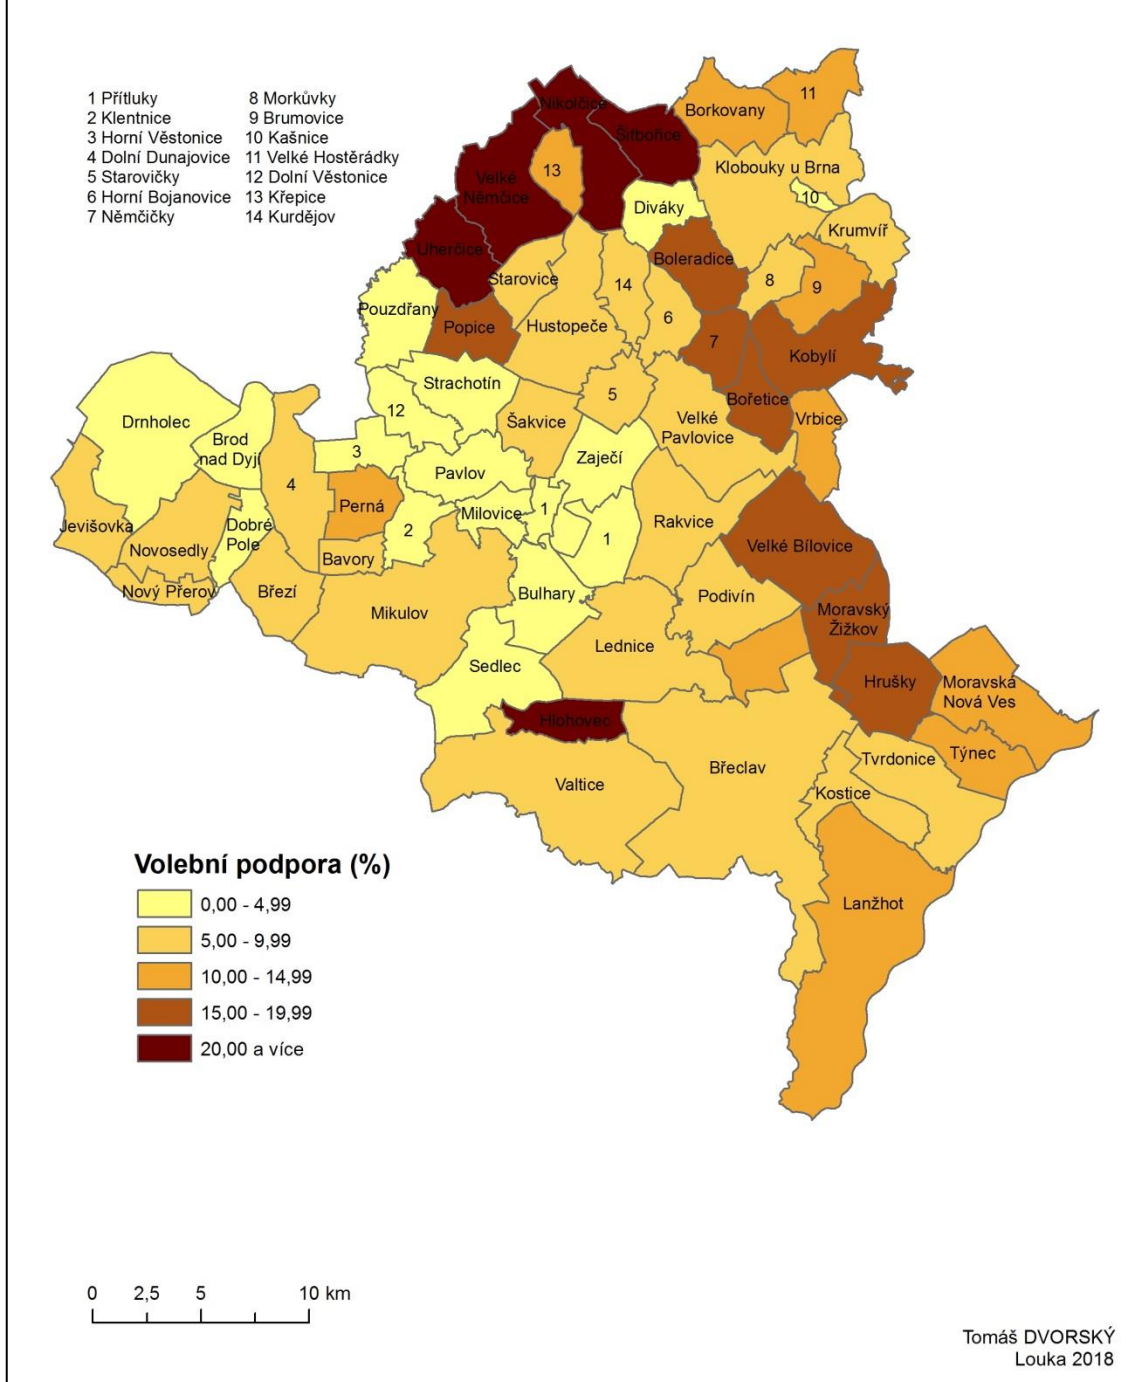 1 Přítluky
2 Klentnice
3 Horní Věstonice
4 Dolní Dunajovice
5 Starovičky
6 Horní Bojanovice
7 Němčičky
8 Morkůvky
9 Brumovice
10 Kašnice
11 Velké Hostěrádky
12 Dolní Věstonice
13 Křepice
14 Kurdějov
Nikolčice
Borkovany
11
Šitbořice
13
Velké
Němčice
Klobouky u Brna
10
Diváky
Krumvíř
Uherčice
Boleradice
Starovice
14
8
9
Pouzdřany
Popice
Hustopeče
6
7
Kobylí
Strachotín
5
Bořetice
12
Šakvice
Velké
Pavlovice
Vrbice
Drnholec
Brod
nad Dyjí
3
Zaječí
4
Pavlov
Perná
Milovice
1
Jevišovka
Dobré
Pole
2
1
Rakvice
Novosedly
Bavory
Velké Bílovice
Nový Přerov
Březí
Bulhary
Podivín
Mikulov
Moravský
Žižkov
Lednice
Sedlec
Hrušky
Moravská
Nová Ves
Hlohovec
Týnec
Tvrdonice
Břeclav
Valtice
Kostice
Lanžhot
Volební podpora (%)
0,00 - 4,99
5,00 - 9,99
10,00 - 14,99
15,00 - 19,99
20,00 a více
0 2,5 5 10 km
Tomáš DVORSKÝ
Louka 2018